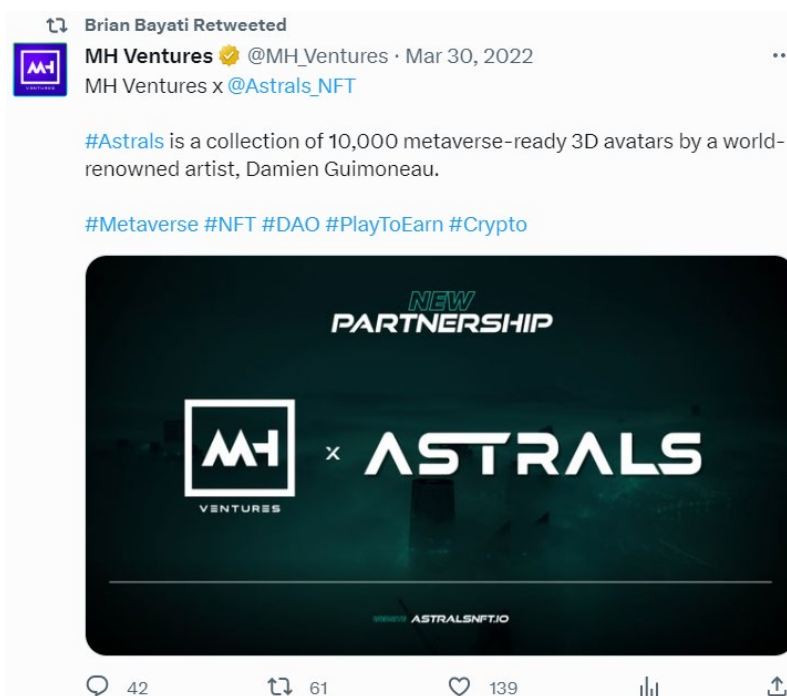 Brian Bayati Retweeted
MH Ventures @MH_Ventures · Mar 30, 2022
MH Ventures x @Astrals_NFT
#Astrals is a collection of 10,000 metaverse-ready 3D avatars by a world-
renowned artist, Damien Guimoneau.
#Metaverse #NFT #DAO #PlayToEarn #Crypto
NEW
PARTNERSHIP
MH x ASTRALS
VENTURES
ASTRALSNFT.IO
42 61 139